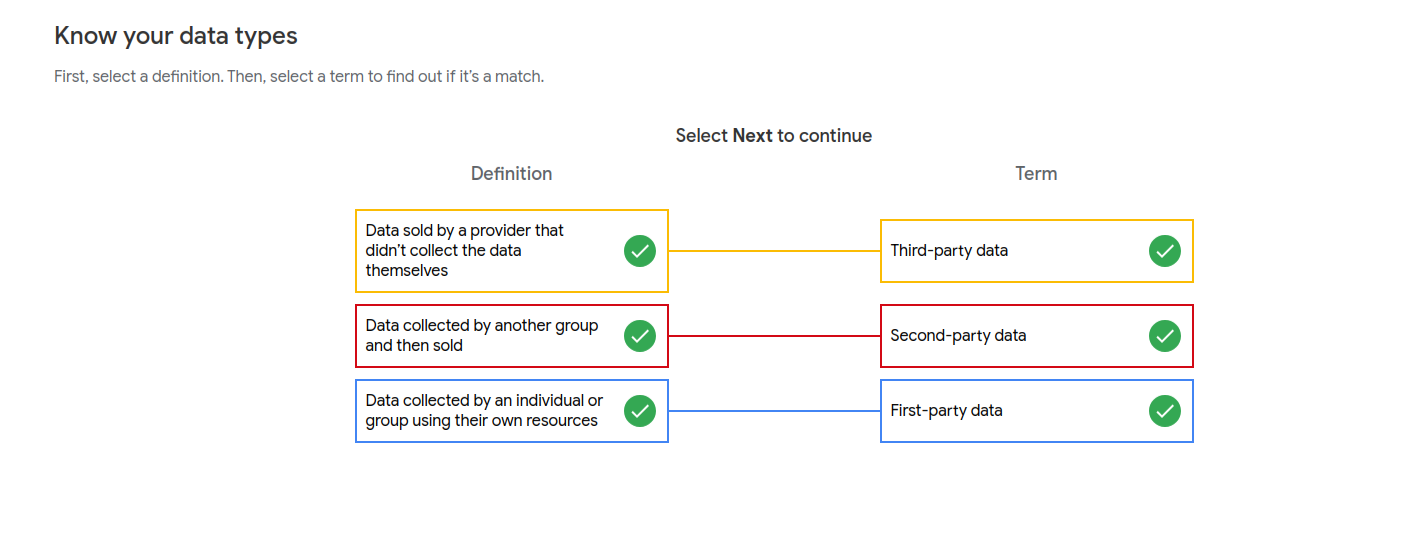 Know your data types
First, select a definition. Then, select a term to find out if it's a match.
Select Next to continue
Definition
Term
Data sold by a provider that
didn't collect the data
themselves
Third-party data
Data collected by another group
and then sold
Second-party data
Data collected by an individual or
group using their own resources
First-party data